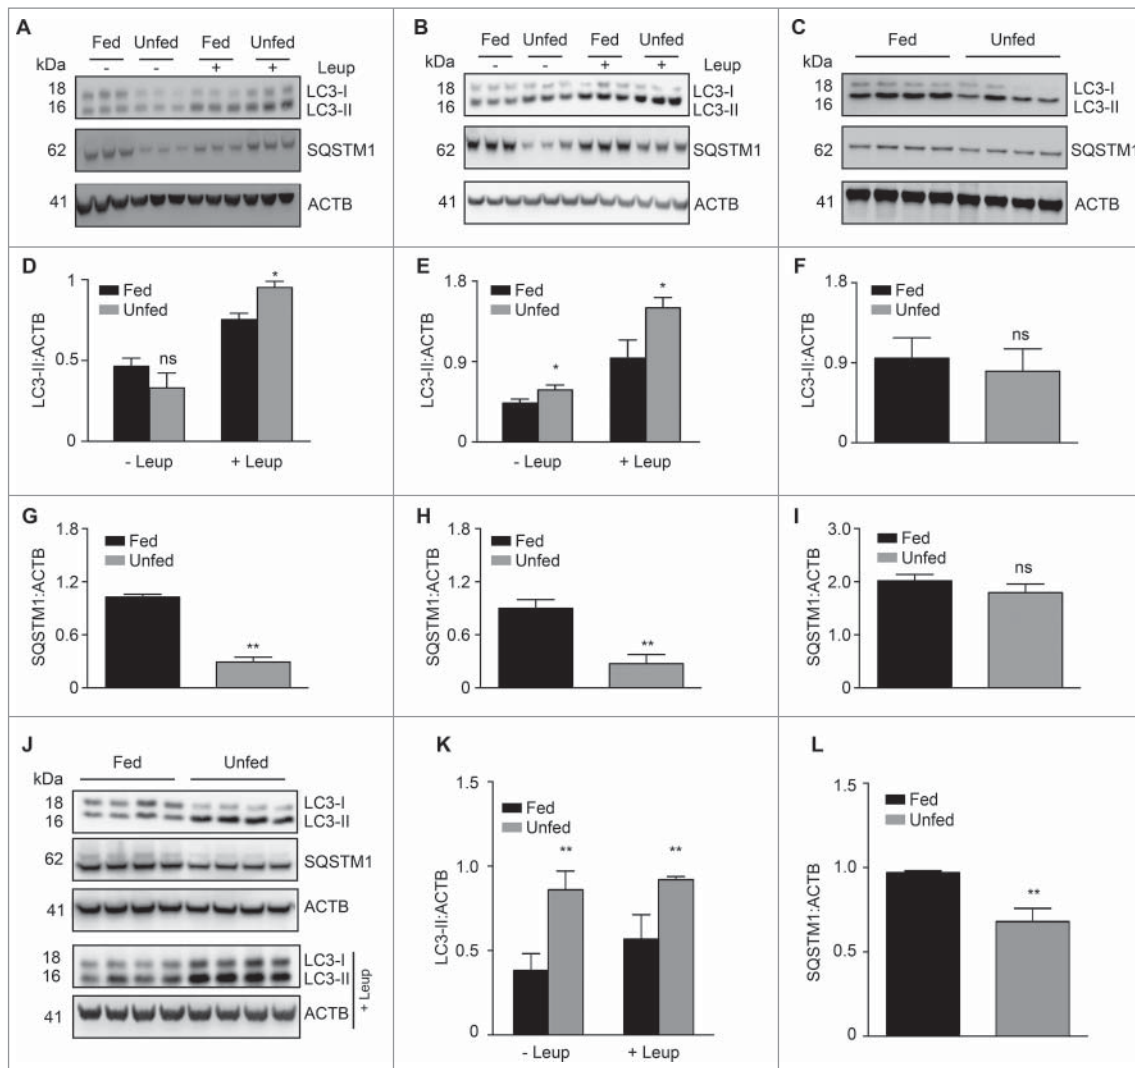 A
Fed Unfed Fed Unfed
kDa - - + + Leup
18 LC3-I
16 LC3-II
62 SQSTM1
41 ACTB
B
Fed Unfed Fed Unfed
kDa - - + + Leup
18 LC3-I
16 LC3-II
62 SQSTM1
41 ACTB
C
Fed Unfed
kDa
18 LC3-I
16 LC3-II
62 SQSTM1
41 ACTB
D
LC3-II:ACTB
1
0.5
0
Fed
Unfed
ns
*
- Leup + Leup
E
LC3-II:ACTB
1.8
0.9
0
Fed
Unfed
*
*
- Leup + Leup
F
LC3-II:ACTB
1.8
0.9
0
Fed
Unfed
ns
G
SQSTM1:ACTB
1.8
1.2
0.6
0
Fed
Unfed
**
H
SQSTM1:ACTB
1.8
1.2
0.6
0
Fed
Unfed
**
I
SQSTM1:ACTB
3.0
2.0
1.0
0
Fed
Unfed
ns
J
Fed Unfed
kDa
18 LC3-I
16 LC3-II
62 SQSTM1
41 ACTB
18 LC3-I
16 LC3-II
41 ACTB
+ Leup
K
LC3-II:ACTB
1.5
1.0
0.5
0
Fed
Unfed
**
**
- Leup + Leup
L
SQSTM1:ACTB
1.5
1.0
0.5
0
Fed
Unfed
**